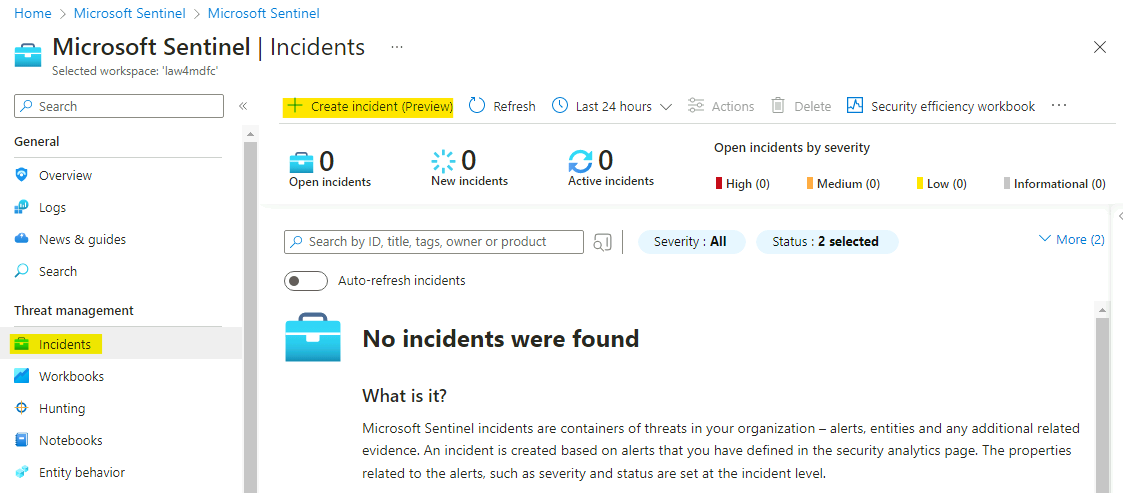 Home > Microsoft Sentinel > Microsoft Sentinel
Microsoft Sentinel | Incidents ...
Selected workspace: 'law4mdfc'
Search «
+ Create incident (Preview) Refresh Last 24 hours Actions Delete Security efficiency workbook ...
General
Overview
Logs
News & guides
Search
Threat management
Incidents
Workbooks
Hunting
Notebooks
Entity behavior
0 Open incidents
0 New incidents
0 Active incidents
Open incidents by severity
High (0) Medium (0) Low (0) Informational (0)
Search by ID, title, tags, owner or product Severity : All Status : 2 selected More (2)
Auto-refresh incidents
No incidents were found
What is it?
Microsoft Sentinel incidents are containers of threats in your organization – alerts, entities and any additional related
evidence. An incident is created based on alerts that you have defined in the security analytics page. The properties
related to the alerts, such as severity and status are set at the incident level.